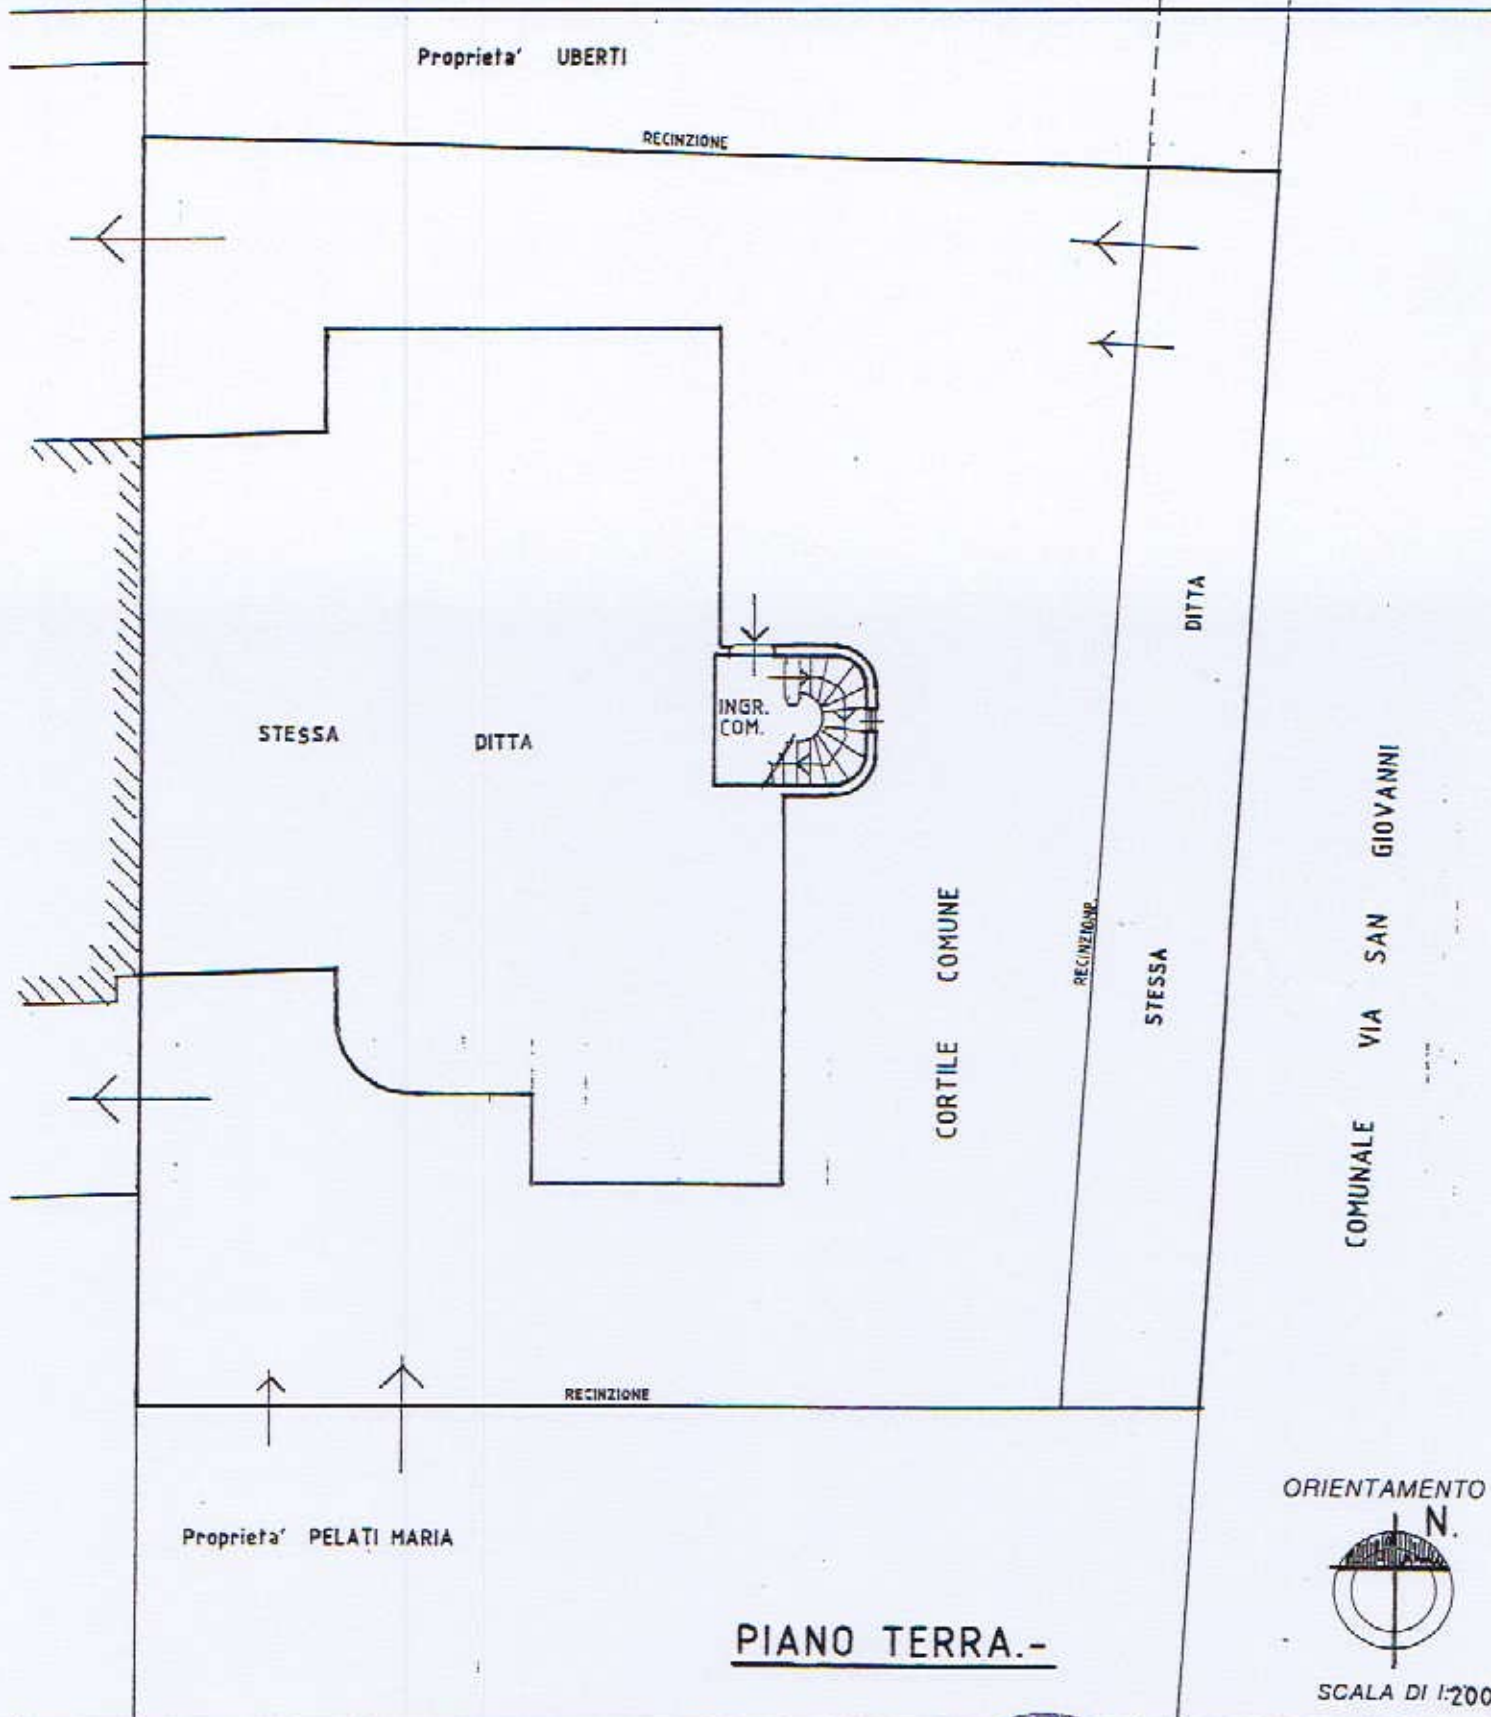 Proprieta' UBERTI
RECINZIONE
DITTA
INGR.
COM.
STESSA DITTA
COMUNALE VIA SAN GIOVANNI
CORTILE COMUNE
RECINZIONE.
STESSA
RECINZIONE
ORIENTAMENTO
N.
Proprieta' PELATI MARIA
PIANO TERRA.-
SCALA DI 1:200